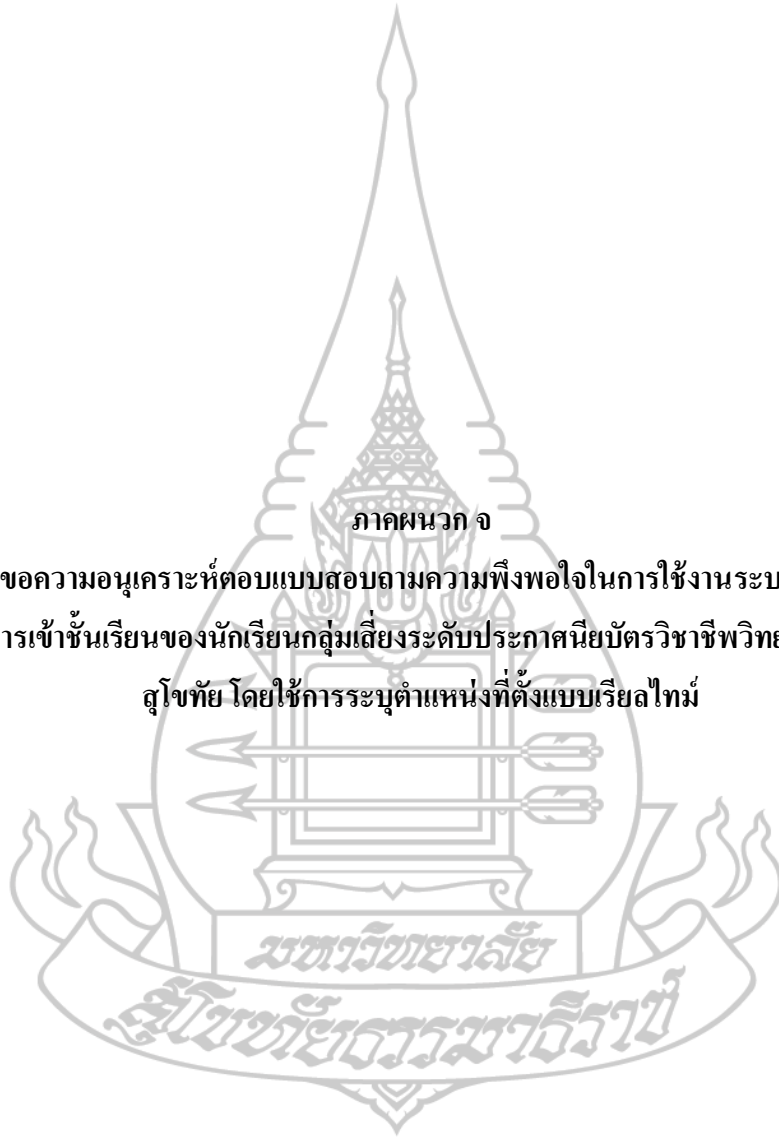 ภาคผนวก จ
ขอความอนุเคราะห์ตอบแบบสอบถามความพึงพอใจในการใช้งานระบ
ารเข้าชั้นเรียนของนักเรียนกลุ่มเสี่ยงระดับประกาศนียบัตรวิชาชีพวิทย
สุโขทัย โดยใช้การระบุตำแหน่งที่ตั้งแบบเรียลไทม์
มหาวิทยาลัย
สุโขทัยธรรมาธิราช